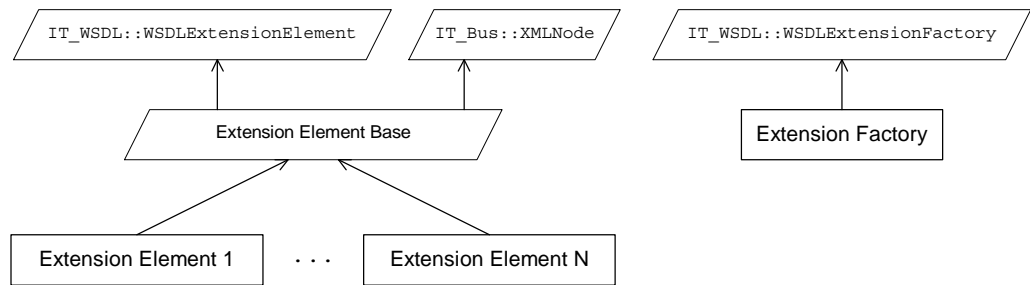 IT_WSDL::WSDLExtensionElement
IT_Bus::XMLNode
IT_WSDL::WSDLExtensionFactory
Extension Element Base
Extension Factory
Extension Element 1
. . .
Extension Element N